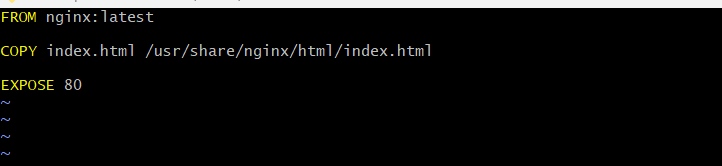 FROM nginx:latest
COPY index.html /usr/share/nginx/html/index.html
EXPOSE 80
~
~
~
~